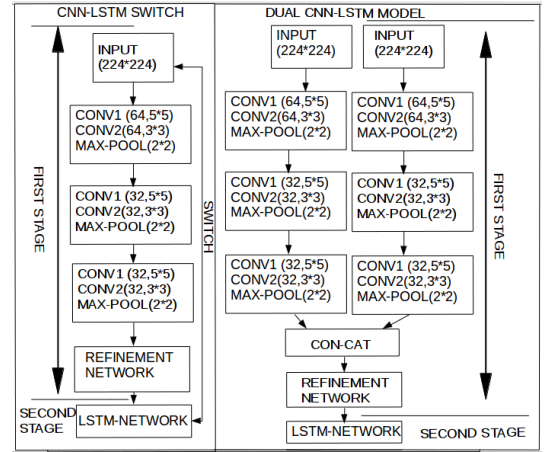 CNN-LSTM SWITCH
INPUT
(224*224)
CONV1 (64,5*5)
CONV2(64,3*3)
MAX-POOL(2*2)
CONV1 (32,5*5)
CONV2(32,3*3)
MAX-POOL(2*2)
CONV1 (32,5*5)
CONV2(32,3*3)
MAX-POOL(2*2)
REFINEMENT
NETWORK
LSTM-NETWORK
FIRST STAGE
SECOND
STAGE
SWITCH
DUAL CNN-LSTM MODEL
INPUT
(224*224)
CONV1 (64,5*5)
CONV2(64,3*3)
MAX-POOL(2*2)
CONV1 (32,5*5)
CONV2(32,3*3)
MAX-POOL(2*2)
CONV1 (32,5*5)
CONV2(32,3*3)
MAX-POOL(2*2)
INPUT
(224*224)
CONV1 (64,5*5)
CONV2(64,3*3)
MAX-POOL(2*2)
CONV1 (32,5*5)
CONV2(32,3*3)
MAX-POOL(2*2)
CONV1 (32,5*5)
CONV2(32,3*3)
MAX-POOL(2*2)
CON-CAT
REFINEMENT
NETWORK
LSTM-NETWORK
FIRST STAGE
SECOND STAGE